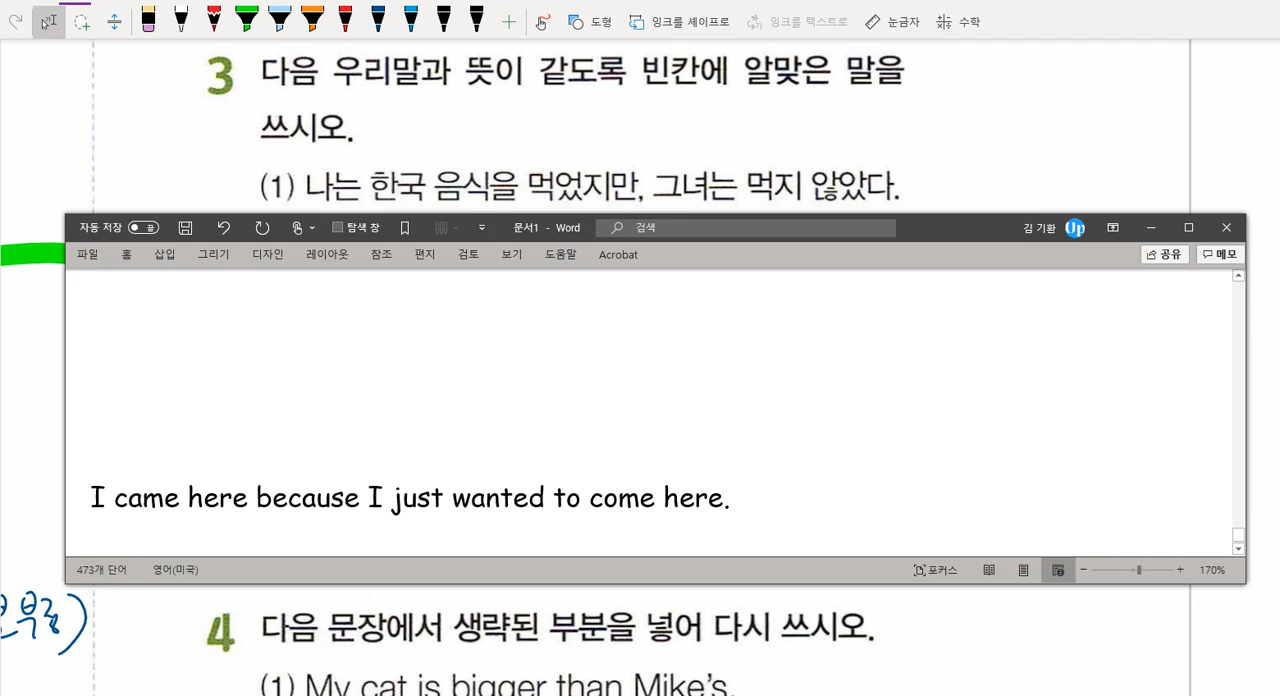 도형
잉크를 셰이프로
잉크를 텍스트로
눈금자
수학
3 다음 우리말과 뜻이 같도록 빈칸에 알맞은 말을
쓰시오.
(1) 나는 한국 음식을 먹었지만, 그녀는 먹지 않았다.
자동 저장 끔 탐색 창 문서1 - Word 검색 김 기환 Up
파일 홈 삽입 그리기 디자인 레이아웃 참조 편지 검토 보기 도움말 Acrobat 공유 메모
I came here because I just wanted to come here.
473개 단어 영어(미국) 포커스 170%
4 다음 문장에서 생략된 부분을 넣어 다시 쓰시오.
(1) My cat is bigger than Mike's.